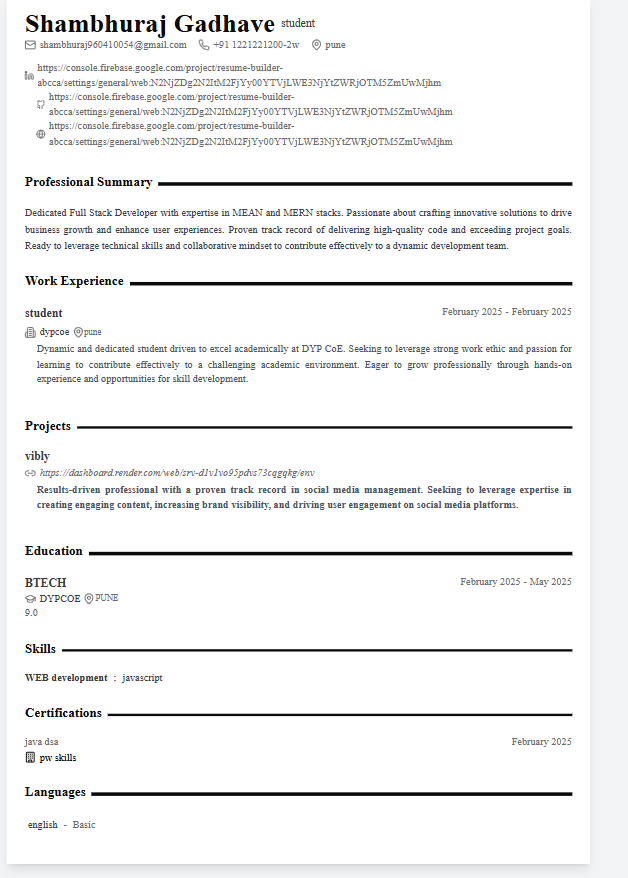 Shambhuraj Gadhave student
shambhuraj960410054@gmail.com +91 1221221200-2w pune
https://console.firebase.google.com/project/resume-builder-
abcca/settings/general/web:N2NjZDg2N2ItM2FjYy00YTVjLWE3NjYtZWRjOTM5ZmUwMjhm
https://console.firebase.google.com/project/resume-builder-
abcca/settings/general/web:N2NjZDg2N2ItM2FjYy00YTVjLWE3NjYtZWRjOTM5ZmUwMjhm
https://console.firebase.google.com/project/resume-builder-
abcca/settings/general/web:N2NjZDg2N2ItM2FjYy00YTVjLWE3NjYtZWRjOTM5ZmUwMjhm
Professional Summary
Dedicated Full Stack Developer with expertise in MEAN and MERN stacks. Passionate about crafting innovative solutions to drive
business growth and enhance user experiences. Proven track record of delivering high-quality code and exceeding project goals.
Ready to leverage technical skills and collaborative mindset to contribute effectively to a dynamic development team.
Work Experience
student February 2025 - February 2025
dypcoe pune
Dynamic and dedicated student driven to excel academically at DYP CoE. Seeking to leverage strong work ethic and passion for
learning to contribute effectively to a challenging academic environment. Eager to grow professionally through hands-on
experience and opportunities for skill development.
Projects
vibly
https://dashboard.render.com/web/srv-d1v1vo95pdvs73cqgqkg/env
Results-driven professional with a proven track record in social media management. Seeking to leverage expertise in
creating engaging content, increasing brand visibility, and driving user engagement on social media platforms.
Education
BTECH February 2025 - May 2025
DYPCOE PUNE
9.0
Skills
WEB development : javascript
Certifications
java dsa February 2025
pw skills
Languages
english - Basic